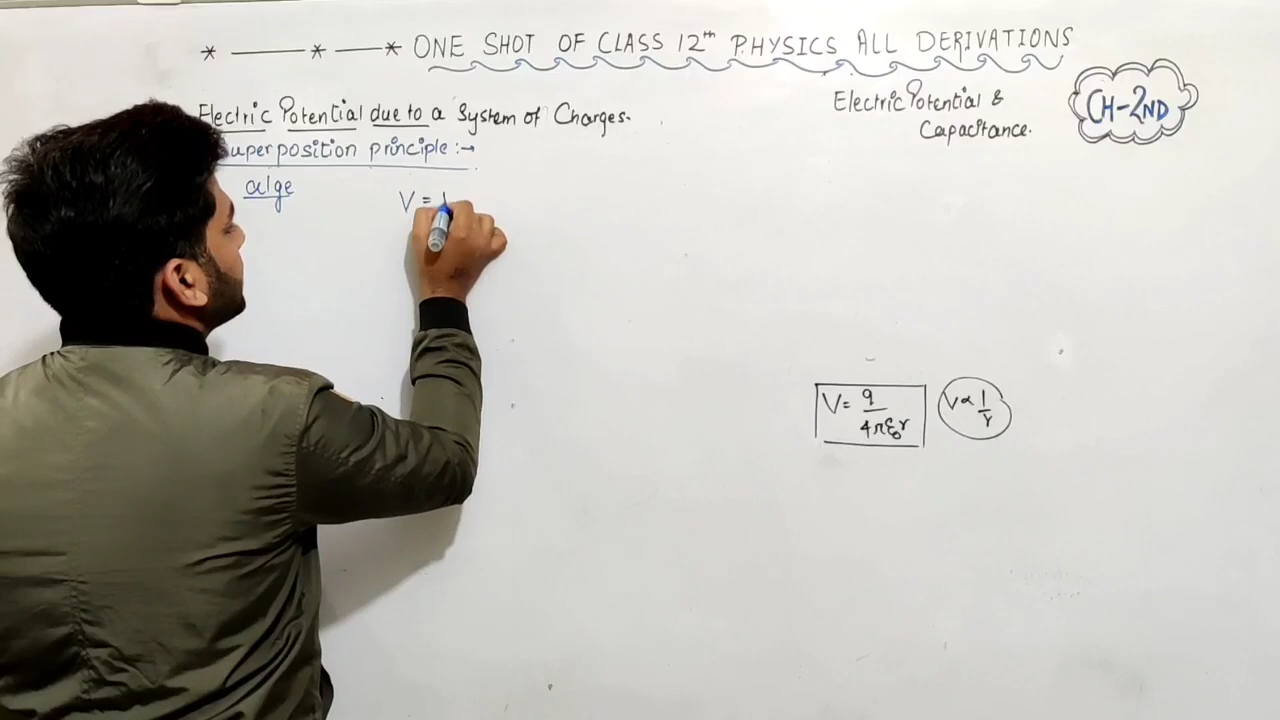 * —— * — * ONE SHOT OF CLASS 12th PHYSICS ALL DERIVATIONS
Electric Potential due to a System of Charges.
Electric Potential &
Capacitance.
CH-2ND
superposition principle :→
alge
V =
V = q / 4πε₀r
V ∝ 1/r